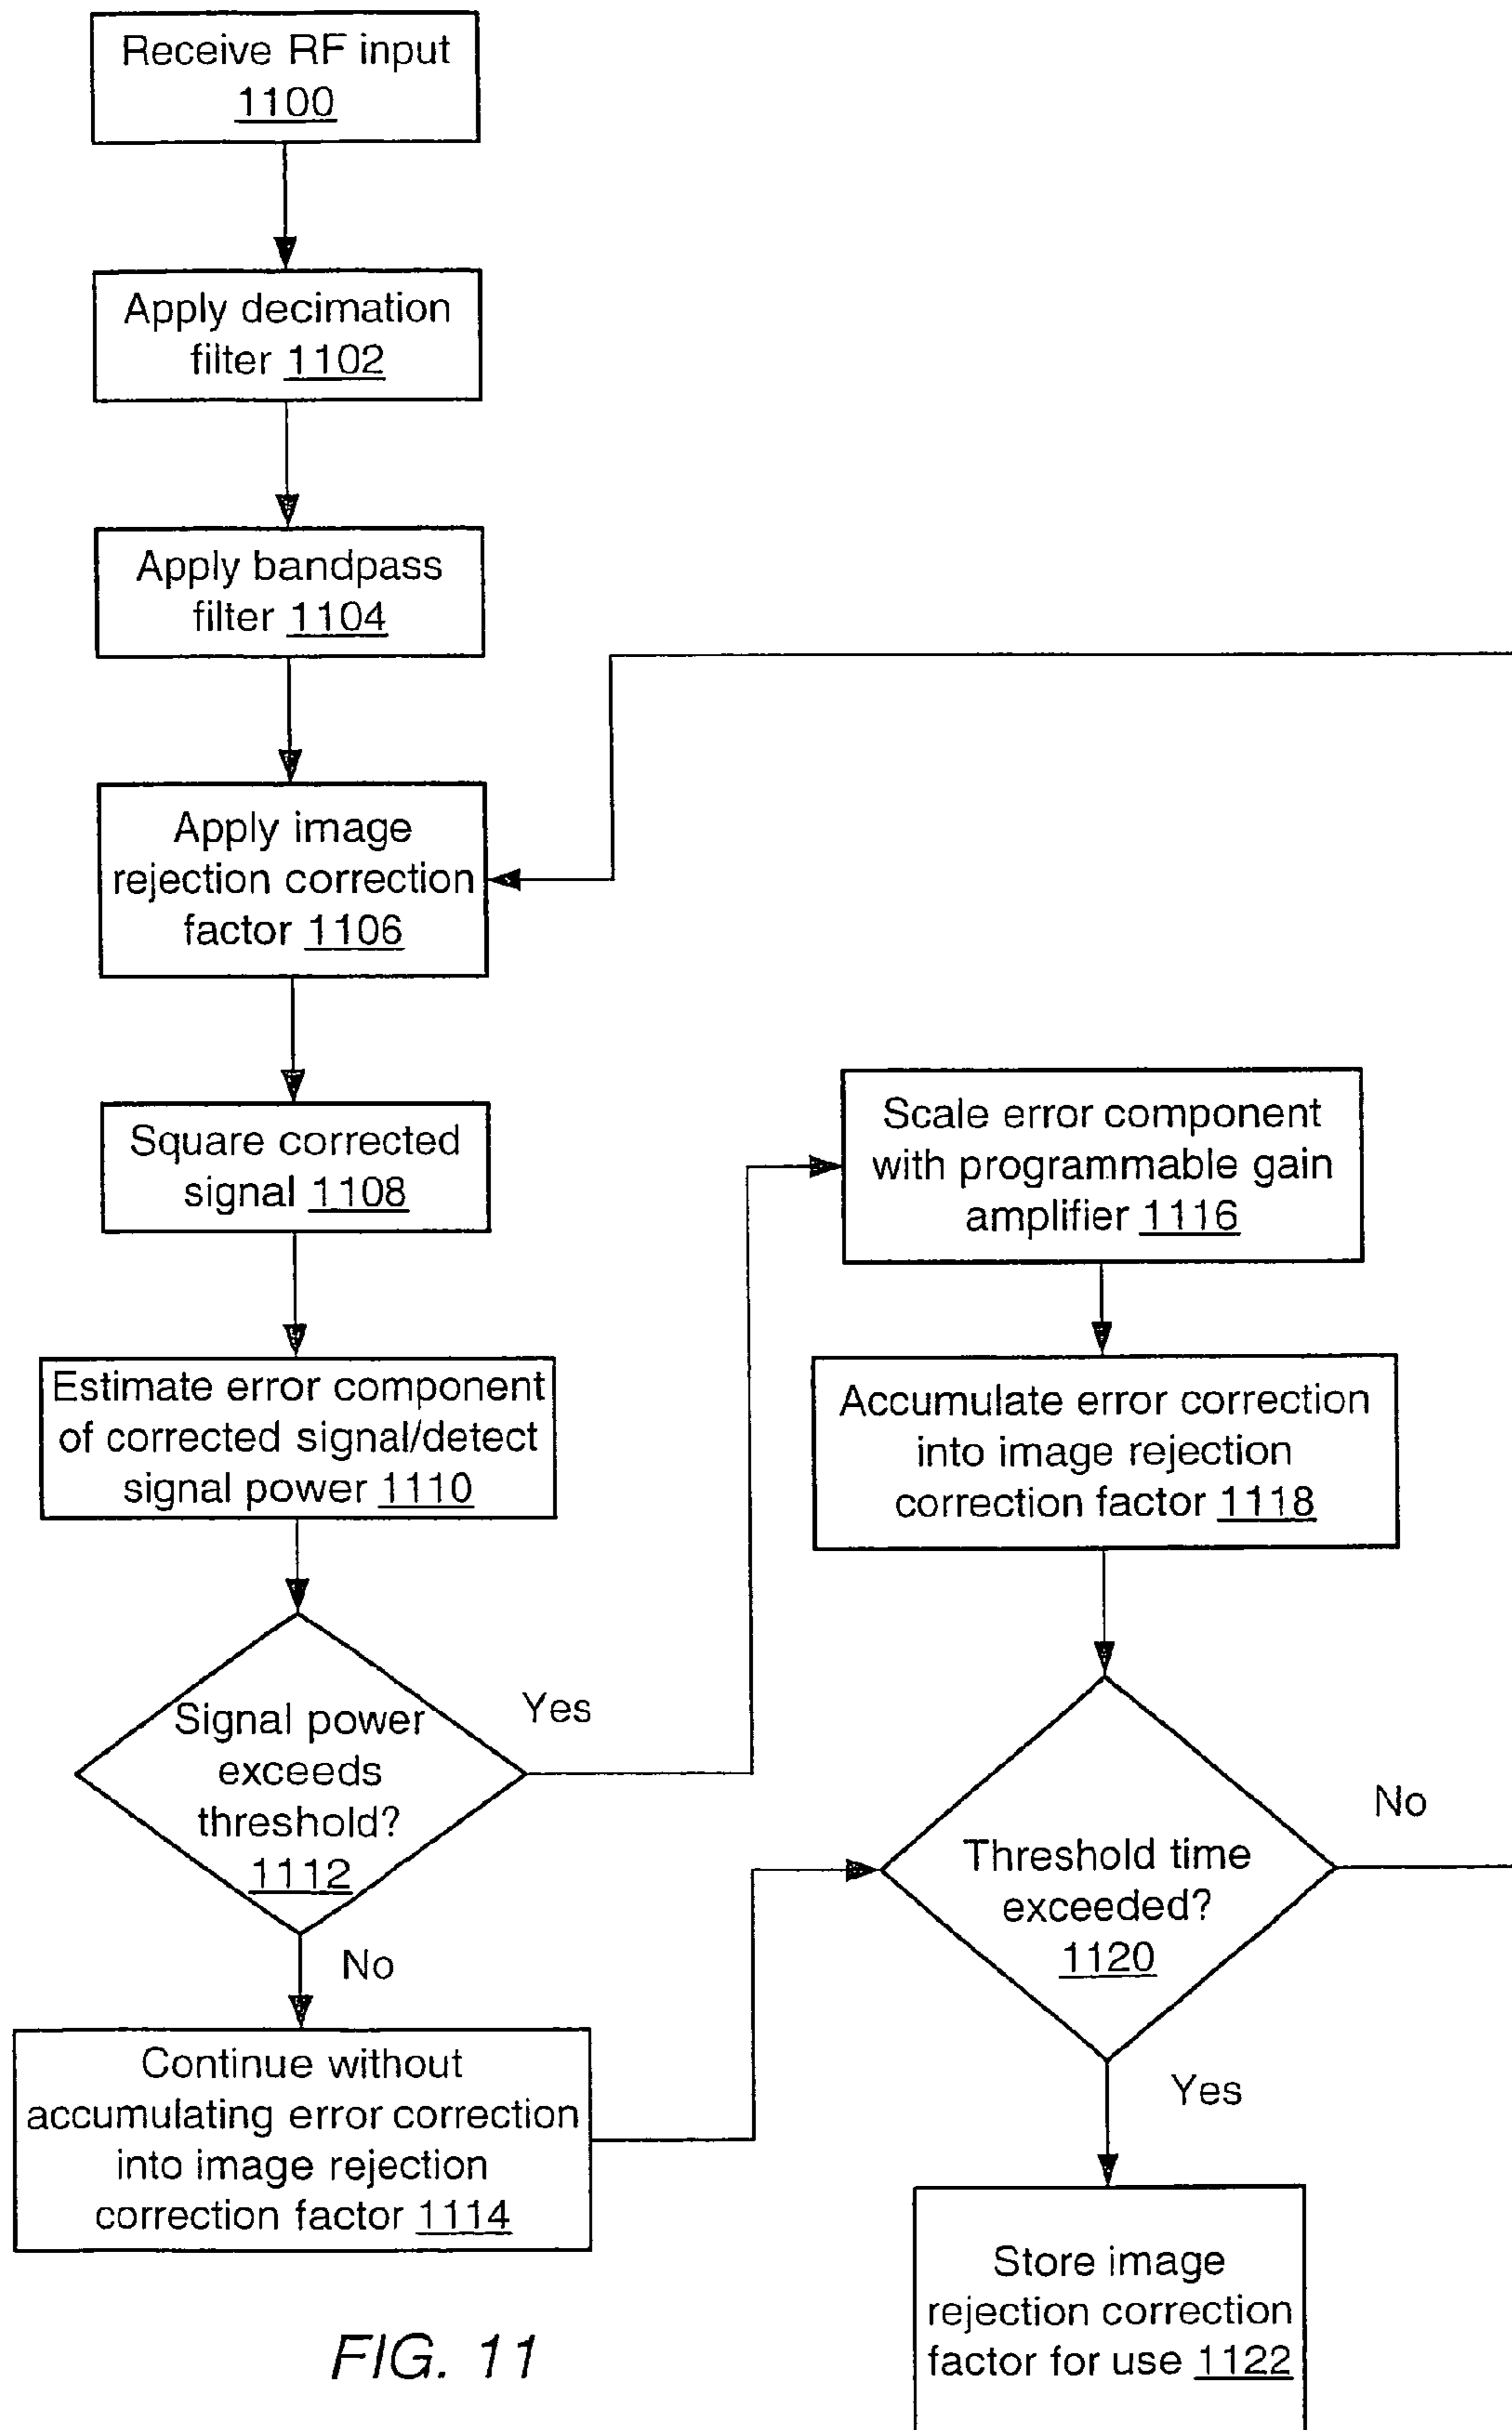 Receive RF input
1100
Apply decimation
filter 1102
Apply bandpass
filter 1104
Apply image
rejection correction
factor 1106
Square corrected
signal 1108
Estimate error component
of corrected signal/detect
signal power 1110
Signal power
exceeds
threshold?
1112
Yes
No
Continue without
accumulating error correction
into image rejection
correction factor 1114
Scale error component
with programmable gain
amplifier 1116
Accumulate error correction
into image rejection
correction factor 1118
Threshold time
exceeded?
1120
No
Yes
Store image
rejection correction
factor for use 1122
FIG. 11